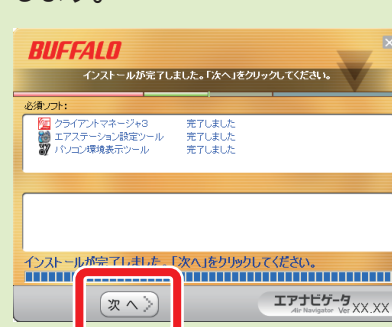 します。
BUFFALO
インストールが完了しました。「次へ」をクリックしてください。
必須ソフト:
クライアントマネージャ3 完了しました
エアステーション設定ツール 完了しました
パソコン環境表示ツール 完了しました
インストールが完了しました。「次へ」をクリックしてください。
次へ
エアナビゲータ
Air Navigator Ver XX.XX